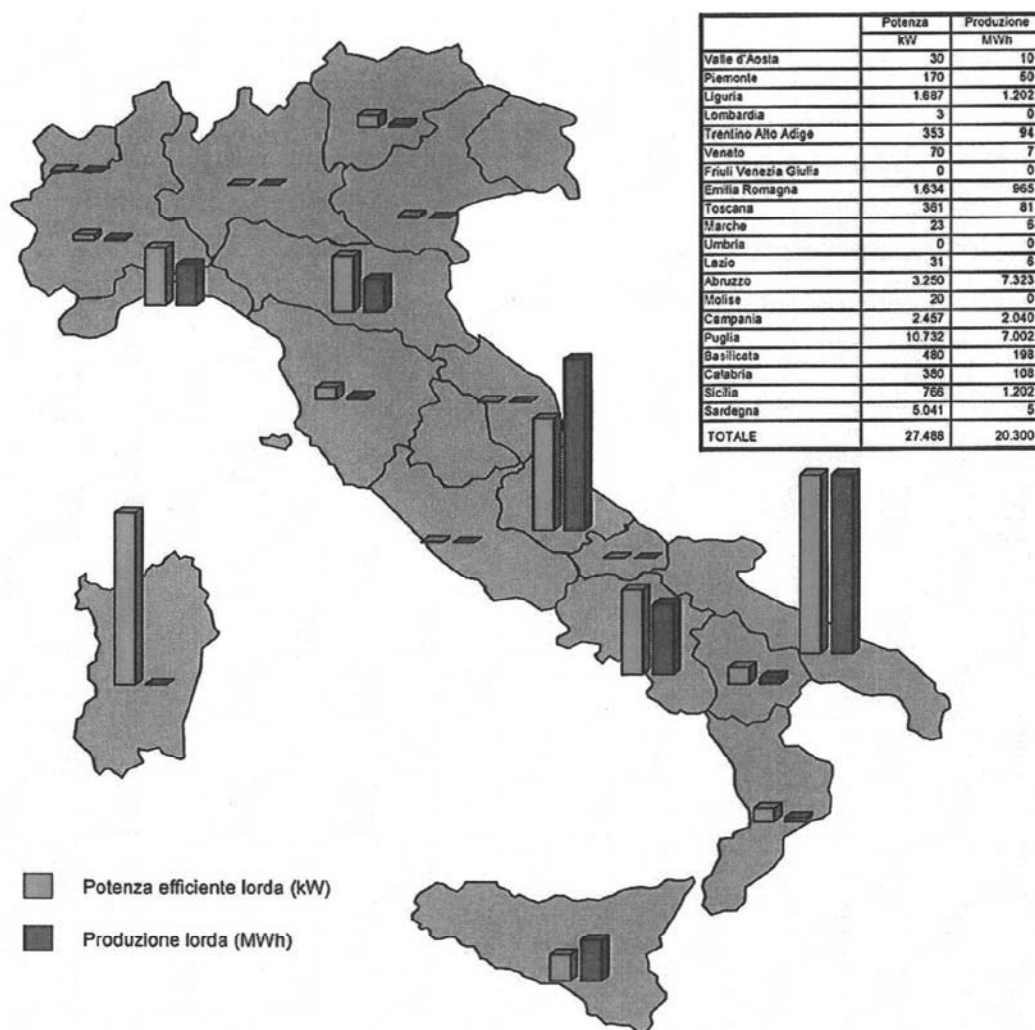 Potenza Produzione
kW MWh
Valle d'Aosta 30 10
Piemonte 170 50
Liguria 1.687 1.202
Lombardia 3 0
Trentino Alto Adige 353 94
Veneto 70 7
Friuli Venezia Giulia 0 0
Emilia Romagna 1.634 965
Toscana 361 81
Marche 23 5
Umbria 0 0
Lazio 31 6
Abruzzo 3.250 7.323
Molise 20 0
Campania 2.457 2.040
Puglia 10.732 7.002
Basilicata 480 198
Calabria 380 108
Sicilia 766 1.202
Sardegna 5.041 5
TOTALE 27.488 20.300
Potenza efficiente lorda (kW)
Produzione lorda (MWh)